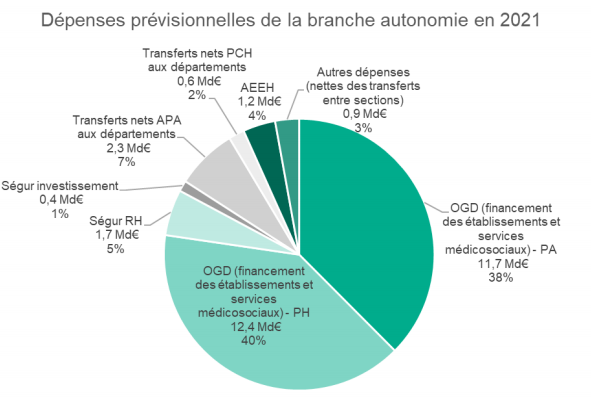 Dépenses prévisionnelles de la branche autonomie en 2021
Transferts nets PCH
aux départements
0,6 Md€
2%
AEEH
1,2 Md€
4%
Autres dépenses
(nettes des transferts
entre sections)
0,9 Md€
3%
Transferts nets APA
aux départements
2,3 Md€
7%
Ségur investissement
0,4 Md€
1%
Ségur RH
1,7 Md€
5%
OGD (financement
des établissements et
services
médicosociaux) - PA
11,7 Md€
38%
OGD (financement
des établissements et
services
médicosociaux) - PH
12,4 Md€
40%